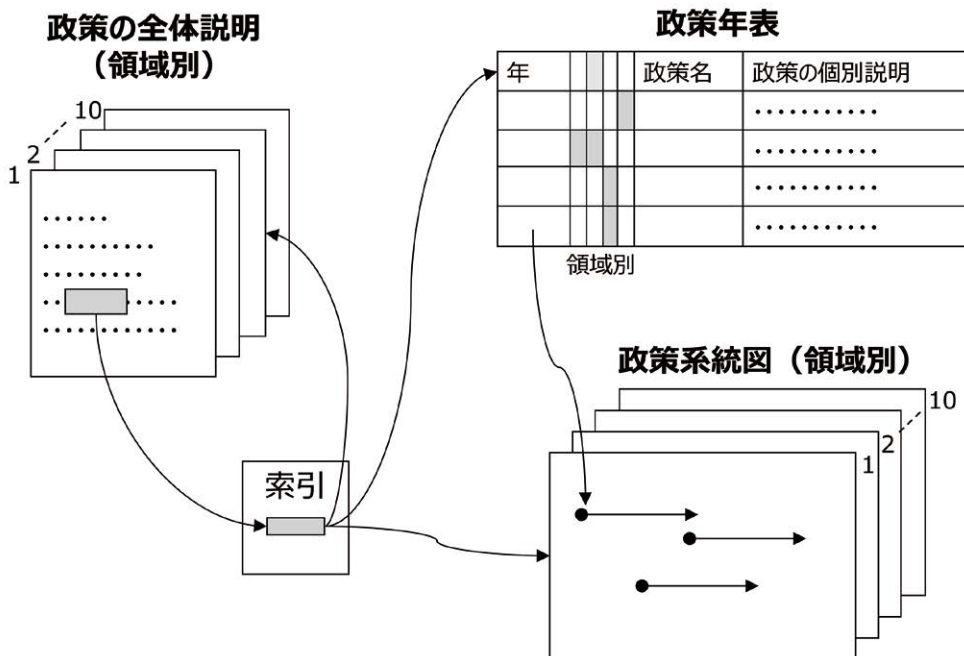 政策の全体説明
（領域別）
10
2
1
索引
政策年表
年
政策名
政策の個別説明
領域別
政策系統図（領域別）
10
2
1